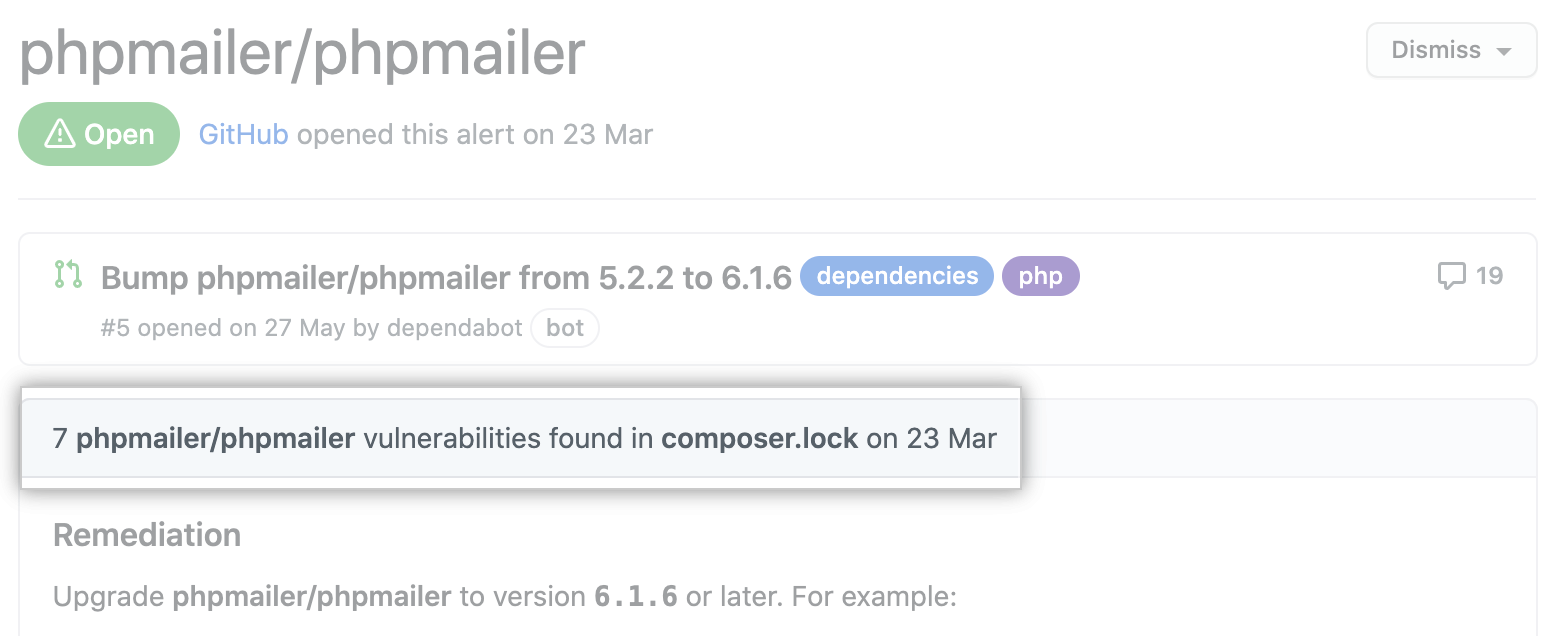 phpmailer/phpmailer
Dismiss
Open GitHub opened this alert on 23 Mar
Bump phpmailer/phpmailer from 5.2.2 to 6.1.6 dependencies php 19
#5 opened on 27 May by dependabot bot
7 phpmailer/phpmailer vulnerabilities found in composer.lock on 23 Mar
Remediation
Upgrade phpmailer/phpmailer to version 6.1.6 or later. For example: